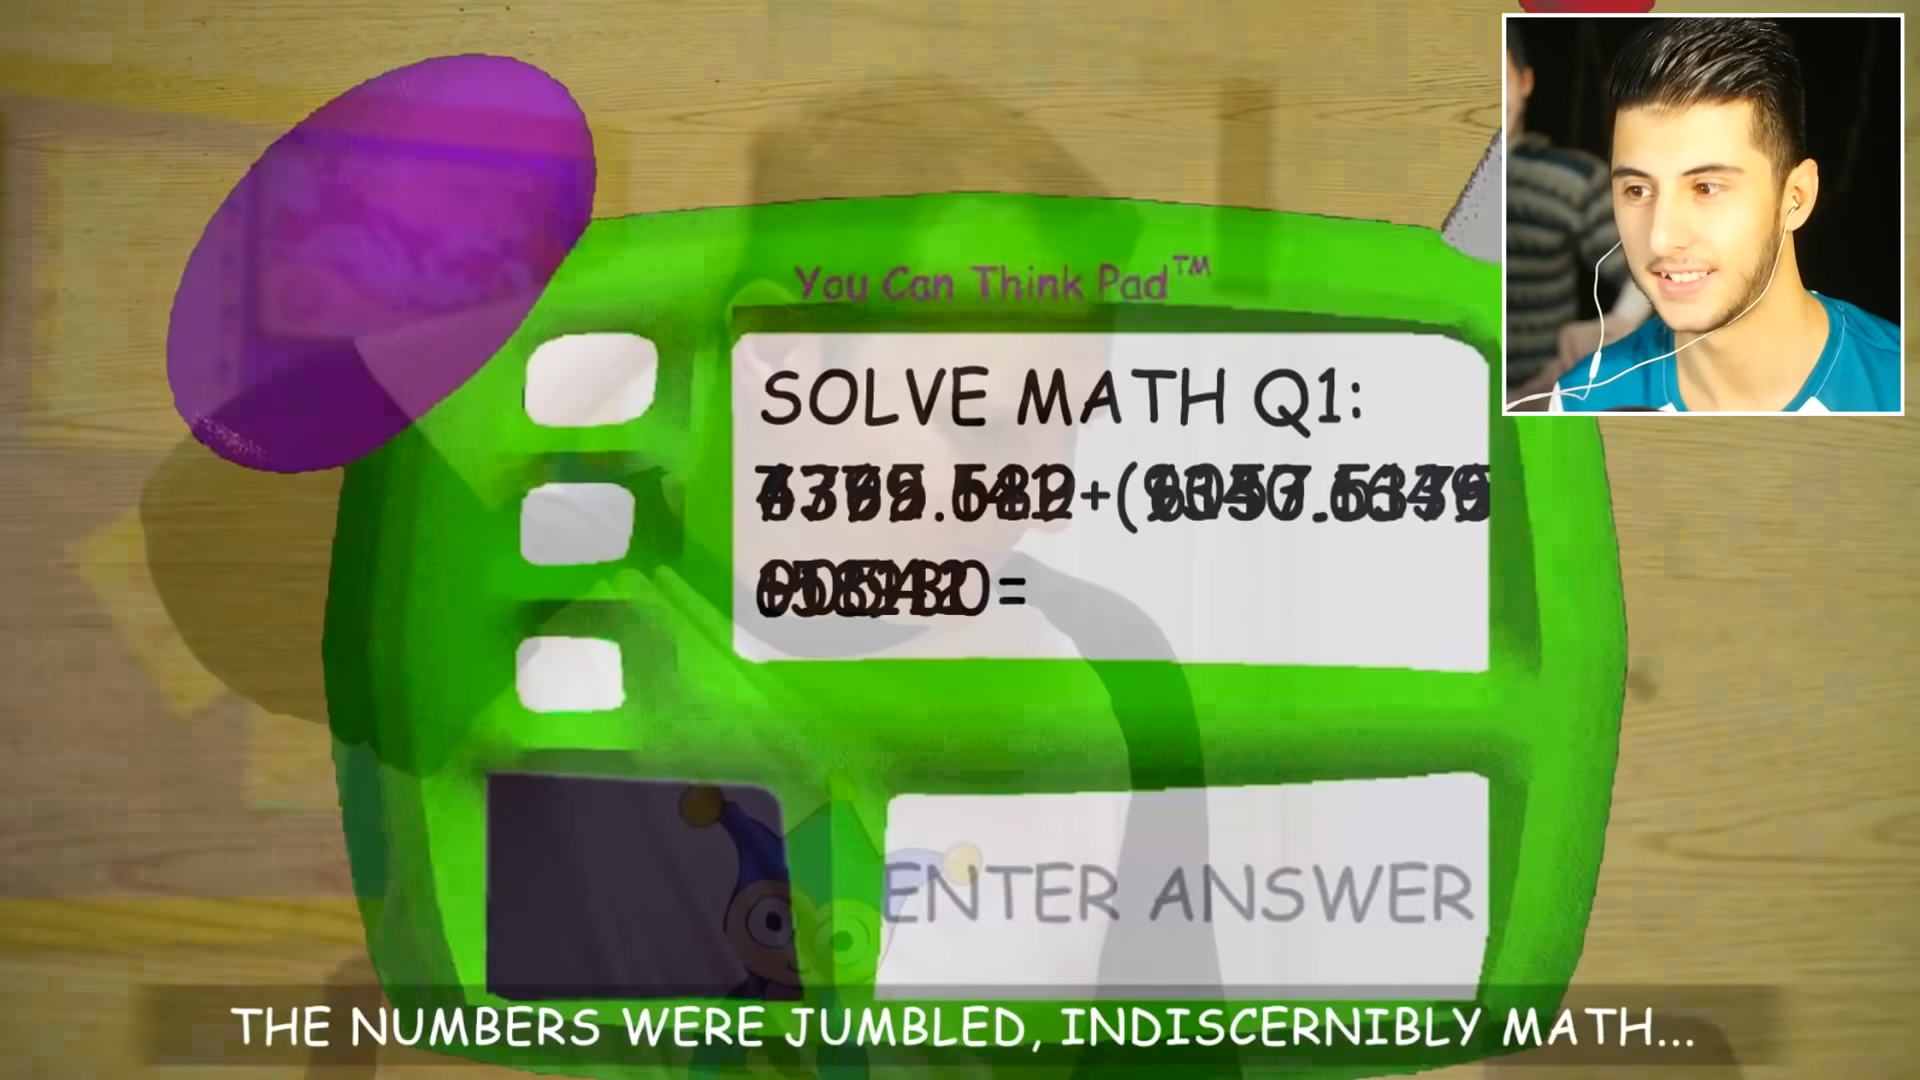 You Can Think Pad™
SOLVE MATH Q1:
=
ENTER ANSWER
THE NUMBERS WERE JUMBLED, INDISCERNIBLY MATH...